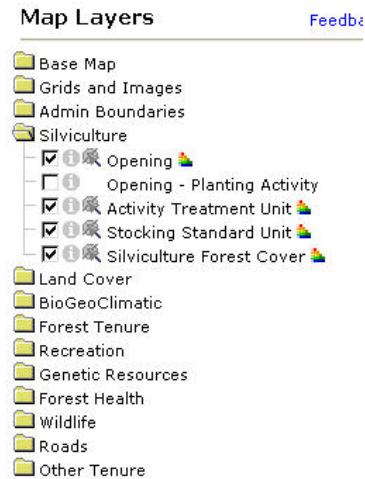 Map Layers
Feedba
Base Map
Grids and Images
Admin Boundaries
Silviculture
Opening
Opening - Planting Activity
Activity Treatment Unit
Stocking Standard Unit
Silviculture Forest Cover
Land Cover
BioGeoClimatic
Forest Tenure
Recreation
Genetic Resources
Forest Health
Wildlife
Roads
Other Tenure